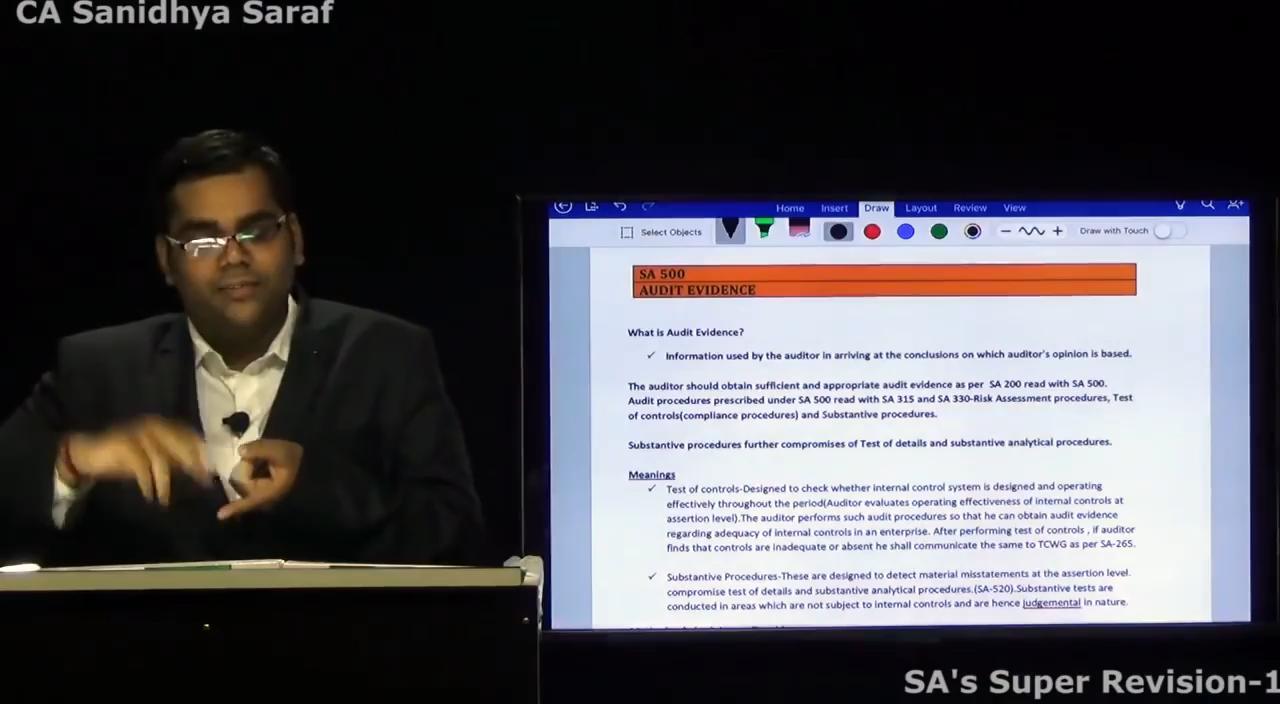 CA Sanidhya Saraf
Home Insert Draw Layout Review View
Select Objects
Draw with Touch
SA 500
AUDIT EVIDENCE
What is Audit Evidence?
✓ Information used by the auditor in arriving at the conclusions on which auditor's opinion is based.
The auditor should obtain sufficient and appropriate audit evidence as per SA 200 read with SA 500.
Audit procedures prescribed under SA 500 read with SA 315 and SA 330-Risk Assessment procedures, Test
of controls(compliance procedures) and Substantive procedures.
Substantive procedures further compromises of Test of details and substantive analytical procedures.
Meanings
✓ Test of controls-Designed to check whether internal control system is designed and operating
effectively throughout the period(Auditor evaluates operating effectiveness of internal controls at
assertion level).The auditor performs such audit procedures so that he can obtain audit evidence
regarding adequacy of internal controls in an enterprise. After performing test of controls , if auditor
finds that controls are inadequate or absent he shall communicate the same to TCWG as per SA-265.
✓ Substantive Procedures-These are designed to detect material misstatements at the assertion level.
compromise test of details and substantive analytical procedures.(SA-520).Substantive tests are
conducted in areas which are not subject to internal controls and are hence judgemental in nature.
SA's Super Revision-1